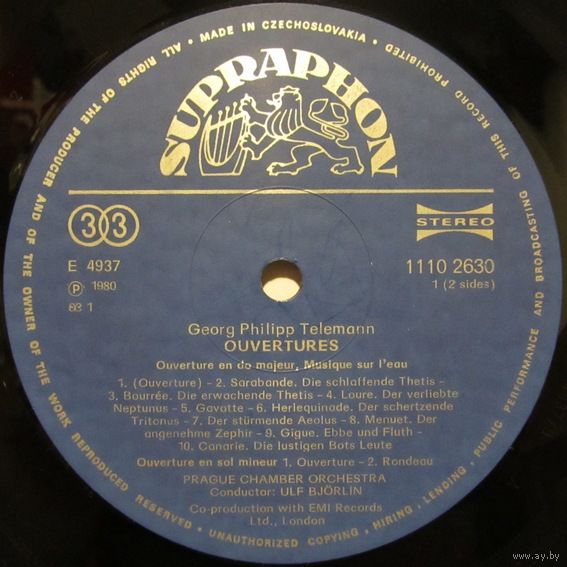 ALL RIGHTS OF THE PRODUCER AND OF THE OWNER OF THE WORK REPRODUCED RESERVED • UNAUTHORIZED COPYING, HIRING, LENDING, PUBLIC PERFORMANCE AND BROADCASTING OF THIS RECORD PROHIBITED • MADE IN CZECHOSLOVAKIA •
SUPRAPHON
33
STEREO
E 4937
1110 2630
Ⓟ 1980
1 (2 sides)
83 1
Georg Philipp Telemann
OUVERTURES
Ouverture en do majeur, Musique sur l'eau
1. (Ouverture) – 2. Sarabande. Die schlaffende Thetis –
3. Bourrée. Die erwachende Thetis – 4. Loure. Der verliebte
Neptunus – 5. Gavotte – 6. Herlequinade. Der schertzende
Tritonus – 7. Der stürmende Aeolus – 8. Menuet. Der
angenehme Zephir – 9. Gigue. Ebbe und Fluth –
10. Canarie. Die lustigen Bots Leute
Ouverture en sol mineur 1. Ouverture – 2. Rondeau
PRAGUE CHAMBER ORCHESTRA
Conductor: ULF BJÖRLIN
Co-production with EMI Records
Ltd., London
www.ay.by